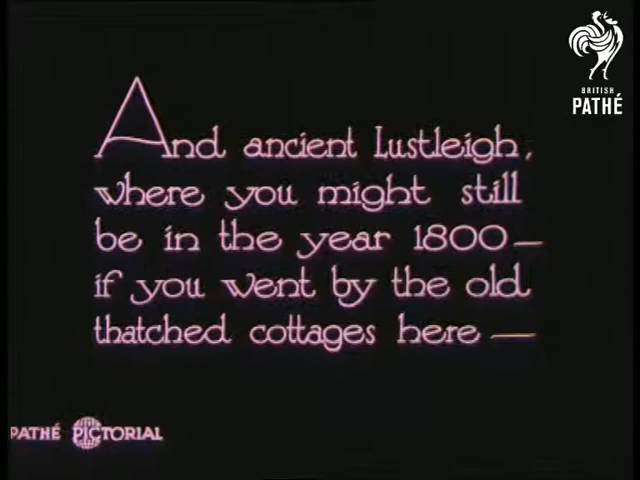 BRITISH
PATHÉ
And ancient Lustleigh,
where you might still
be in the year 1800—
if you went by the old
thatched cottages here—
PATHÉ PICTORIAL